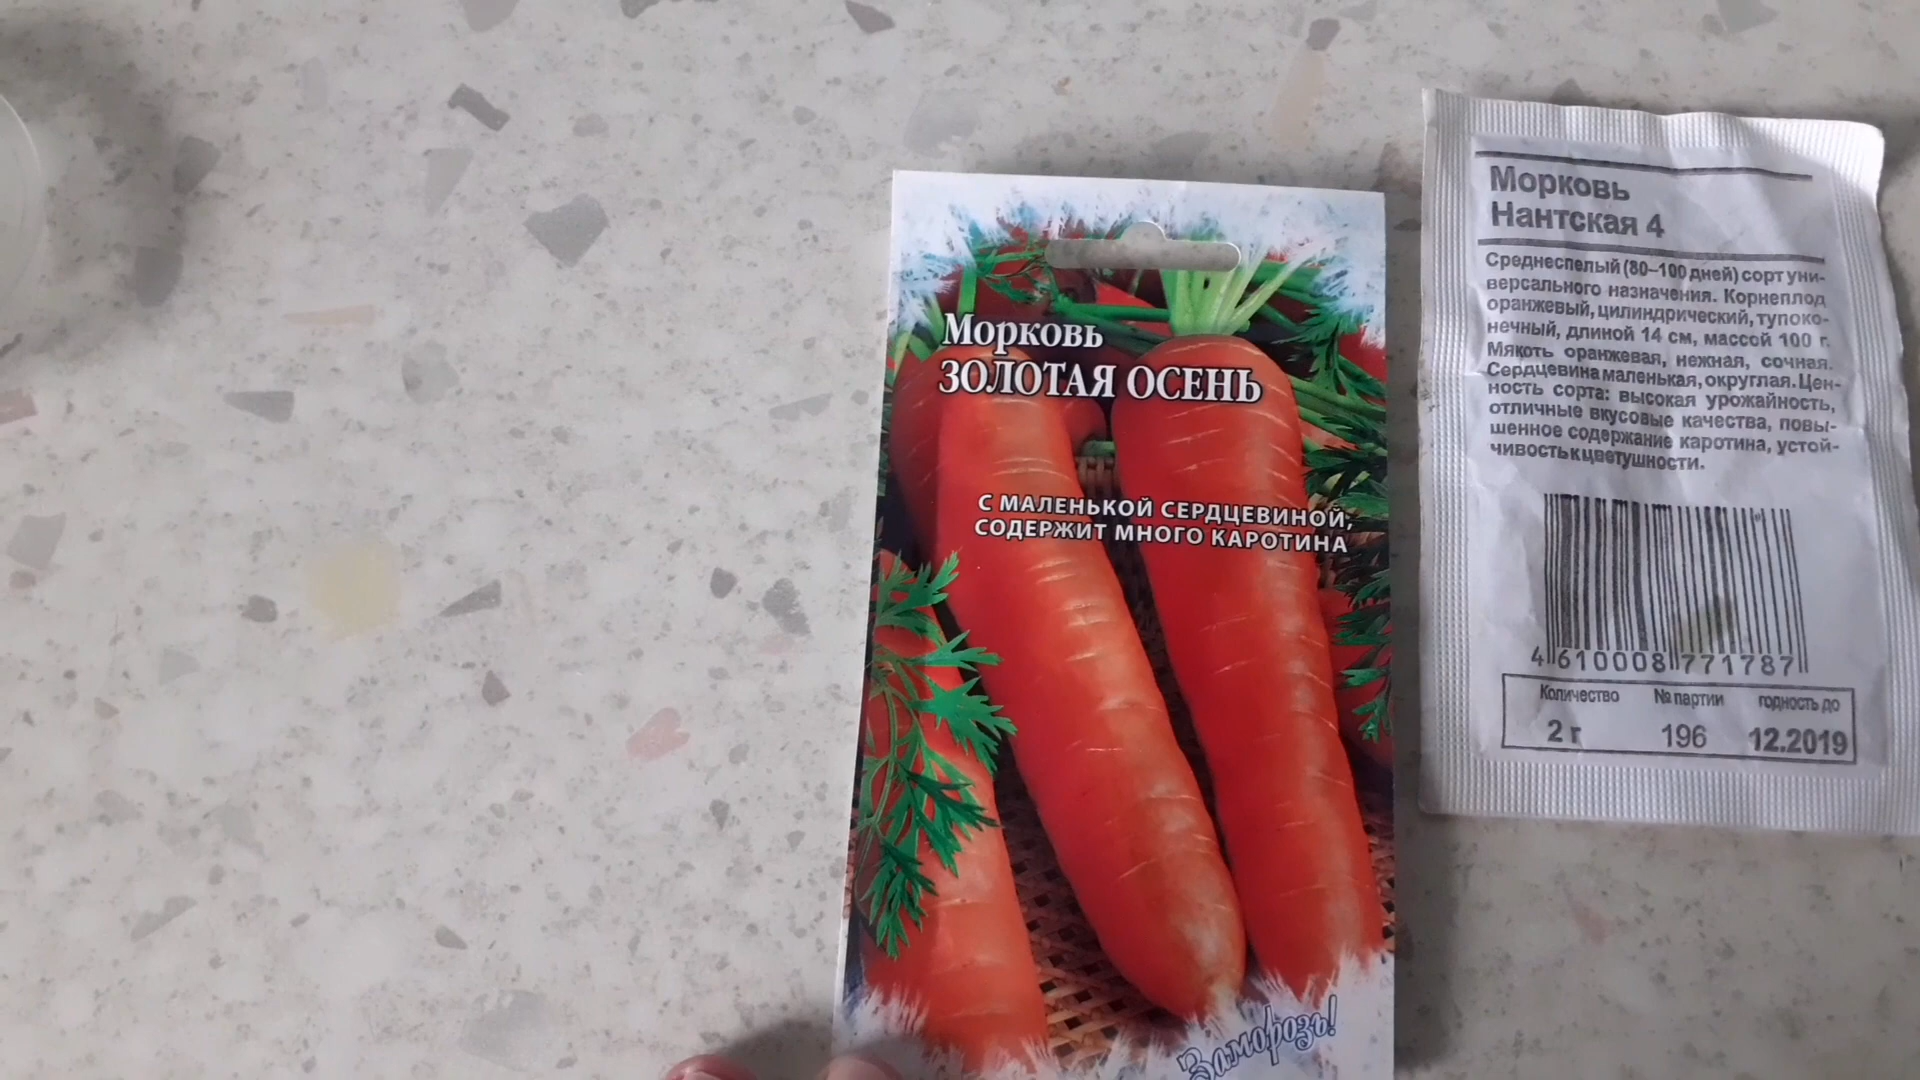 Морковь
ЗОЛОТАЯ ОСЕНЬ
С МАЛЕНЬКОЙ СЕРДЦЕВИНОЙ,
СОДЕРЖИТ МНОГО КАРОТИНА
Заморозь!
Морковь
Нантская 4
Среднеспелый (80–100 дней) сорт уни-
версального назначения. Корнеплод
оранжевый, цилиндрический, тупоко-
нечный, длиной 14 см, массой 100 г.
Мякоть оранжевая, нежная, сочная.
Сердцевина маленькая, округлая. Цен-
ность сорта: высокая урожайность,
отличные вкусовые качества, повы-
шенное содержание каротина, устой-
чивость к цветушности.
4 610008 771787
Количество № партии годность до
2 г 196 12.2019